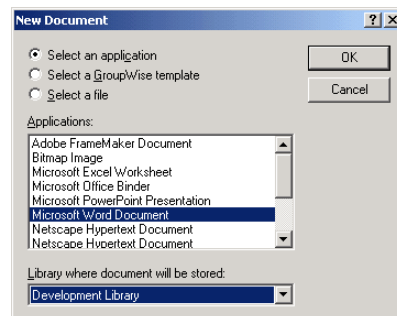 New Document
Select an application
OK
Select a GroupWise template
Select a file
Cancel
Applications:
Adobe FrameMaker Document
Bitmap Image
Microsoft Excel Worksheet
Microsoft Office Binder
Microsoft PowerPoint Presentation
Microsoft Word Document
Netscape Hypertext Document
Netscape Hypertext Document
Library where document will be stored:
Development Library